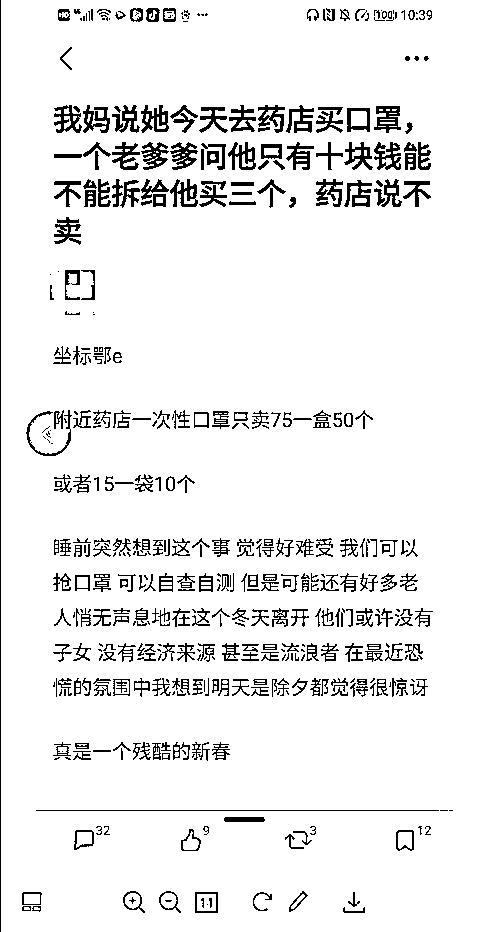 10:39
我妈说她今天去药店买口罩，
一个老爹爹问他只有十块钱能
不能拆给他买三个，药店说不
卖
坐标鄂e
附近药店一次性口罩只卖75一盒50个
或者15一袋10个
睡前突然想到这个事 觉得好难受 我们可以
抢口罩 可以自查自测 但是可能还有好多老
人悄无声息地在这个冬天离开 他们或许没有
子女 没有经济来源 甚至是流浪者 在最近恐
慌的氛围中我想到明天是除夕都觉得很惊讶
真是一个残酷的新春
32 9 3 12
1:1